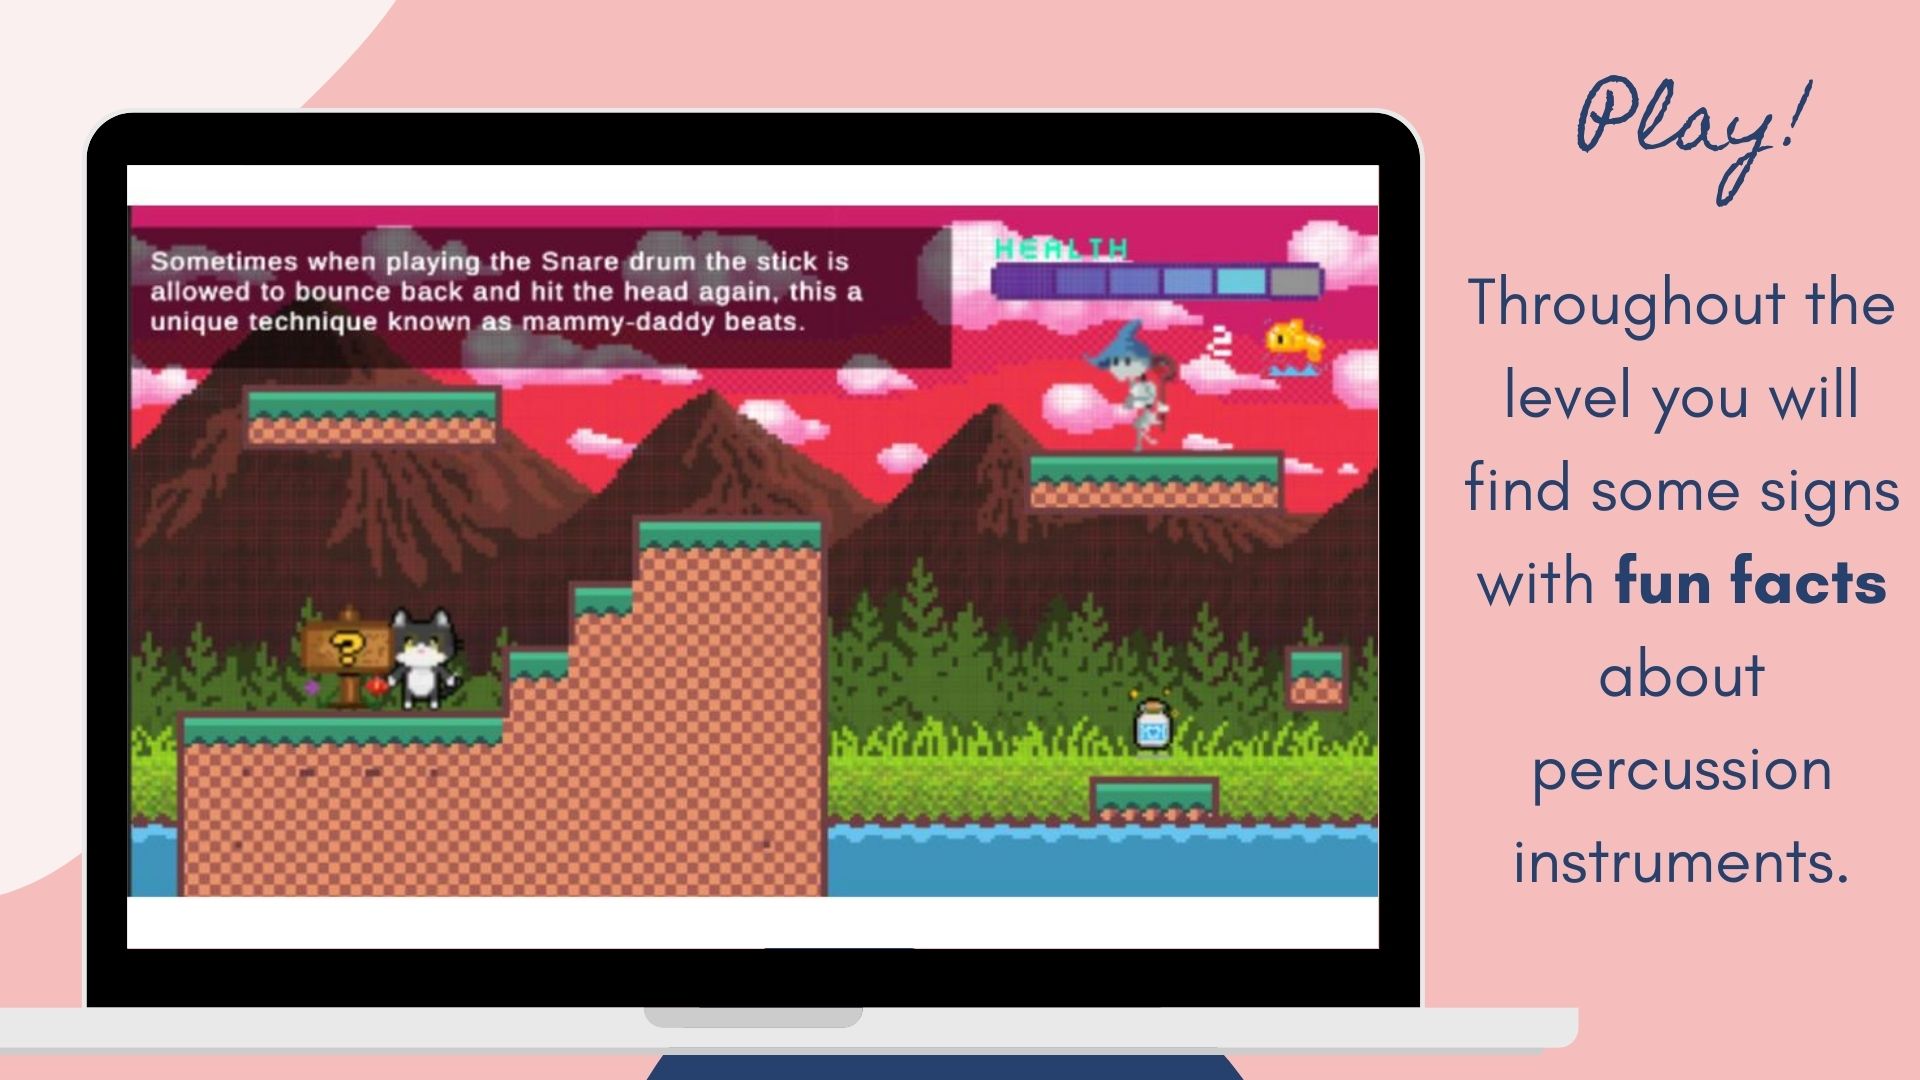 Play!
Sometimes when playing the Snare drum the stick is
allowed to bounce back and hit the head again, this a
unique technique known as mammy-daddy beats.
HEALTH
2
?
Throughout the
level you will
find some signs
with fun facts
about
percussion
instruments.